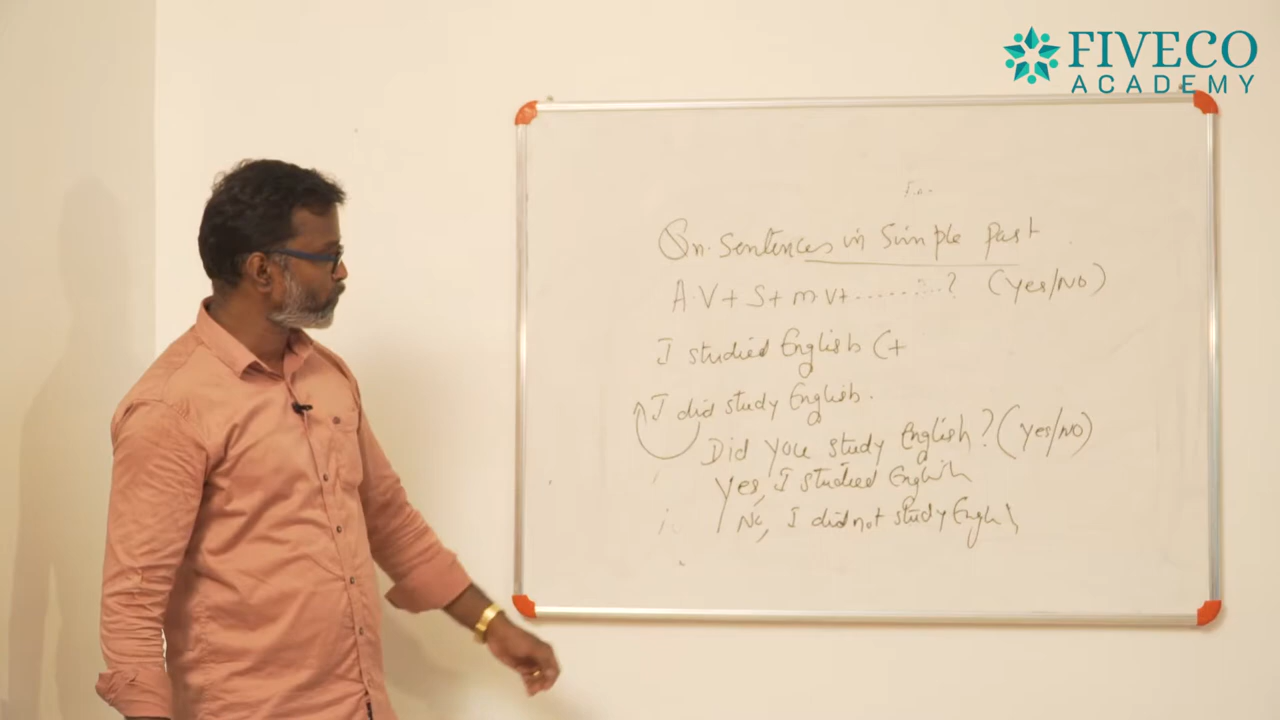 FIVECO
ACADEMY
Qn. Sentences in Simple past
A.V + S + m v + ..............? (Yes/No)
I studied English (+
I did study English.
Did you study English? (Yes/No)
Yes, I studied English
No, I did not study English